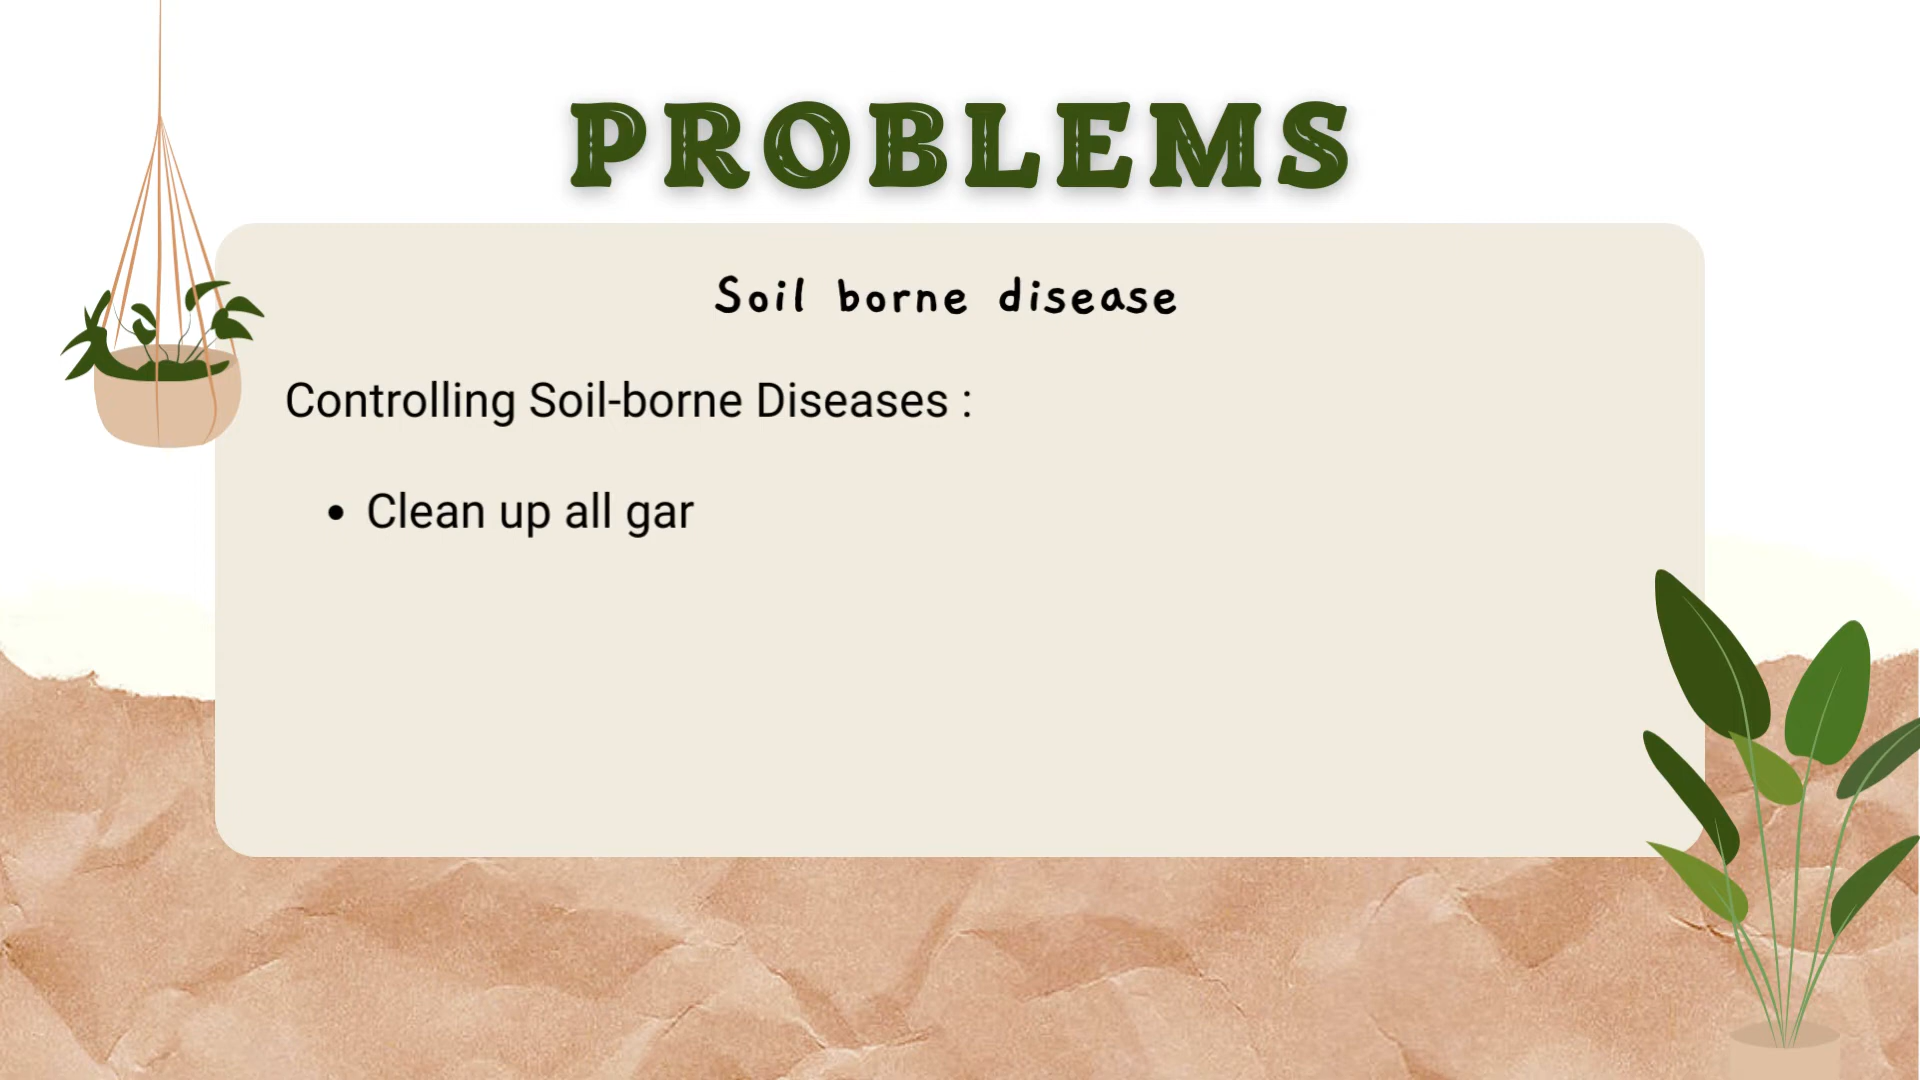 PROBLEMS
Soil borne disease
Controlling Soil-borne Diseases :
• Clean up all gar